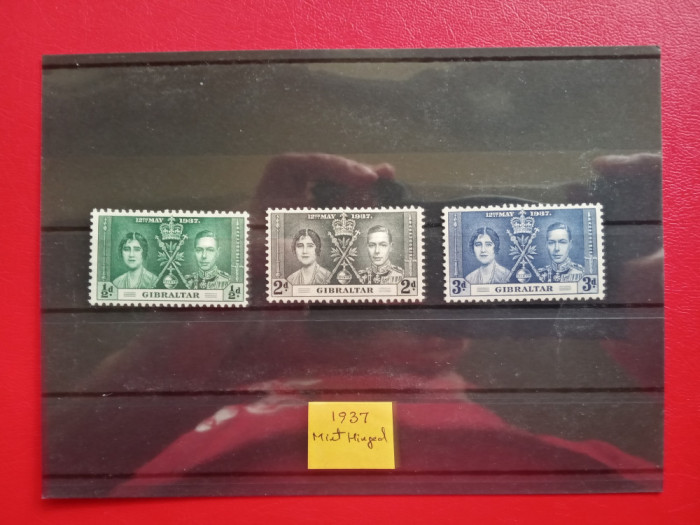 12TH MAY 1937.
½d GIBRALTAR ½d
12TH MAY 1937.
2d GIBRALTAR 2d
12TH MAY 1937.
3d GIBRALTAR 3d
1937
Mint Hinged